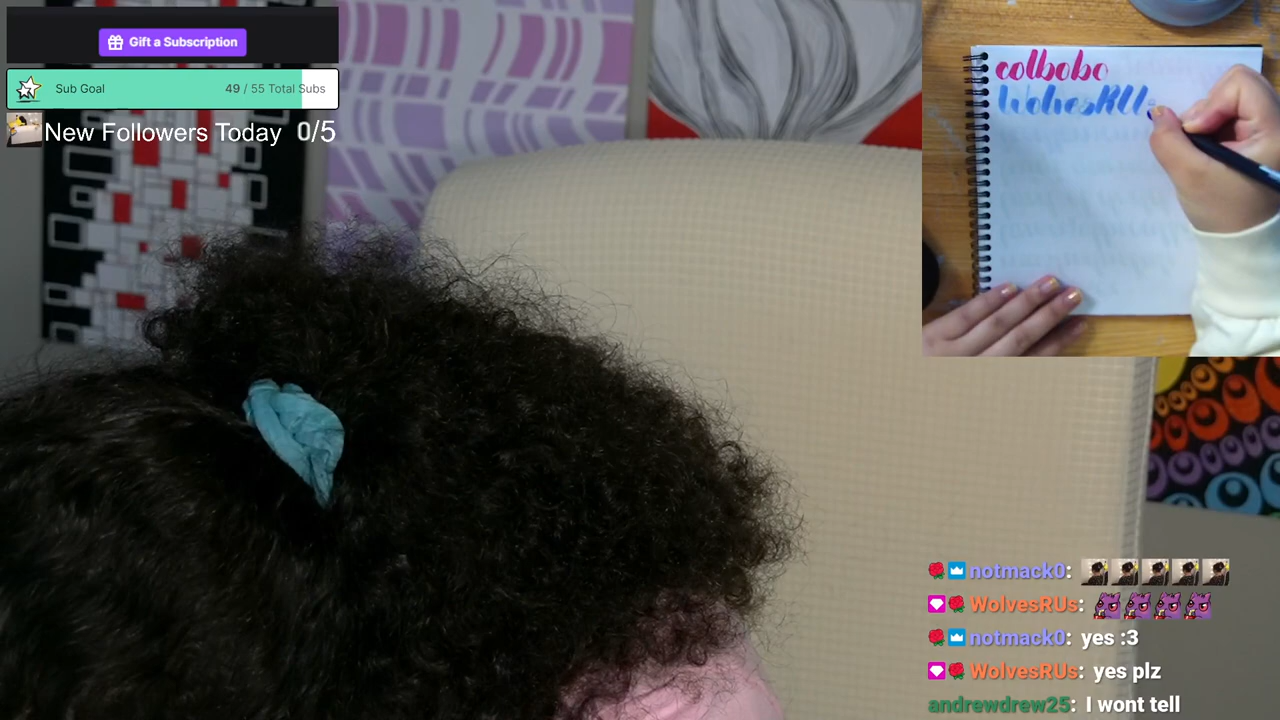 Gift a Subscription
Sub Goal
49 / 55 Total Subs
New Followers Today 0/5
colbobo
WolvesRUs
notmack0:
WolvesRUs:
notmack0: yes :3
WolvesRUs: yes plz
andrewdrew25: I wont tell